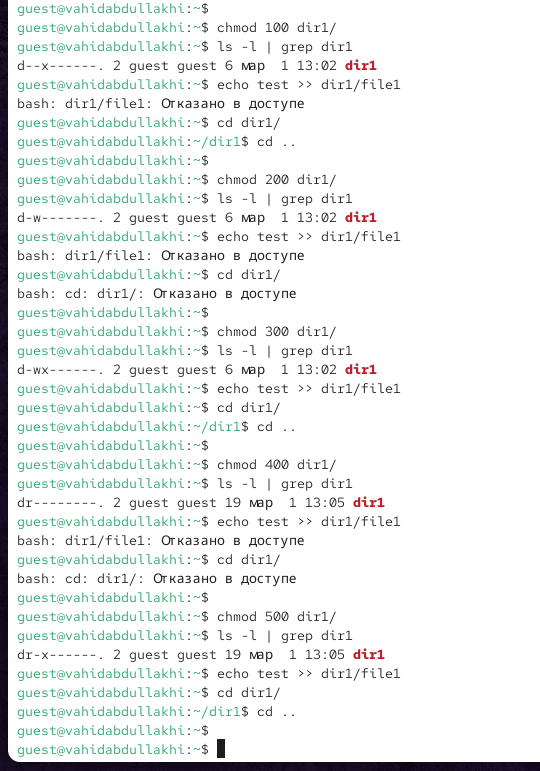 guest@vahidabdullakhi:~$
guest@vahidabdullakhi:~$ chmod 100 dir1/
guest@vahidabdullakhi:~$ ls -l | grep dir1
d--x------. 2 guest guest 6 мар  1 13:02 dir1
guest@vahidabdullakhi:~$ echo test >> dir1/file1
bash: dir1/file1: Отказано в доступе
guest@vahidabdullakhi:~$ cd dir1/
guest@vahidabdullakhi:~/dir1$ cd ..
guest@vahidabdullakhi:~$
guest@vahidabdullakhi:~$ chmod 200 dir1/
guest@vahidabdullakhi:~$ ls -l | grep dir1
d-w-------. 2 guest guest 6 мар  1 13:02 dir1
guest@vahidabdullakhi:~$ echo test >> dir1/file1
bash: dir1/file1: Отказано в доступе
guest@vahidabdullakhi:~$ cd dir1/
bash: cd: dir1/: Отказано в доступе
guest@vahidabdullakhi:~$
guest@vahidabdullakhi:~$ chmod 300 dir1/
guest@vahidabdullakhi:~$ ls -l | grep dir1
d-wx------. 2 guest guest 6 мар  1 13:02 dir1
guest@vahidabdullakhi:~$ echo test >> dir1/file1
guest@vahidabdullakhi:~$ cd dir1/
guest@vahidabdullakhi:~/dir1$ cd ..
guest@vahidabdullakhi:~$
guest@vahidabdullakhi:~$ chmod 400 dir1/
guest@vahidabdullakhi:~$ ls -l | grep dir1
dr--------. 2 guest guest 19 мар  1 13:05 dir1
guest@vahidabdullakhi:~$ echo test >> dir1/file1
bash: dir1/file1: Отказано в доступе
guest@vahidabdullakhi:~$ cd dir1/
bash: cd: dir1/: Отказано в доступе
guest@vahidabdullakhi:~$
guest@vahidabdullakhi:~$ chmod 500 dir1/
guest@vahidabdullakhi:~$ ls -l | grep dir1
dr-x------. 2 guest guest 19 мар  1 13:05 dir1
guest@vahidabdullakhi:~$ echo test >> dir1/file1
guest@vahidabdullakhi:~$ cd dir1/
guest@vahidabdullakhi:~/dir1$ cd ..
guest@vahidabdullakhi:~$
guest@vahidabdullakhi:~$